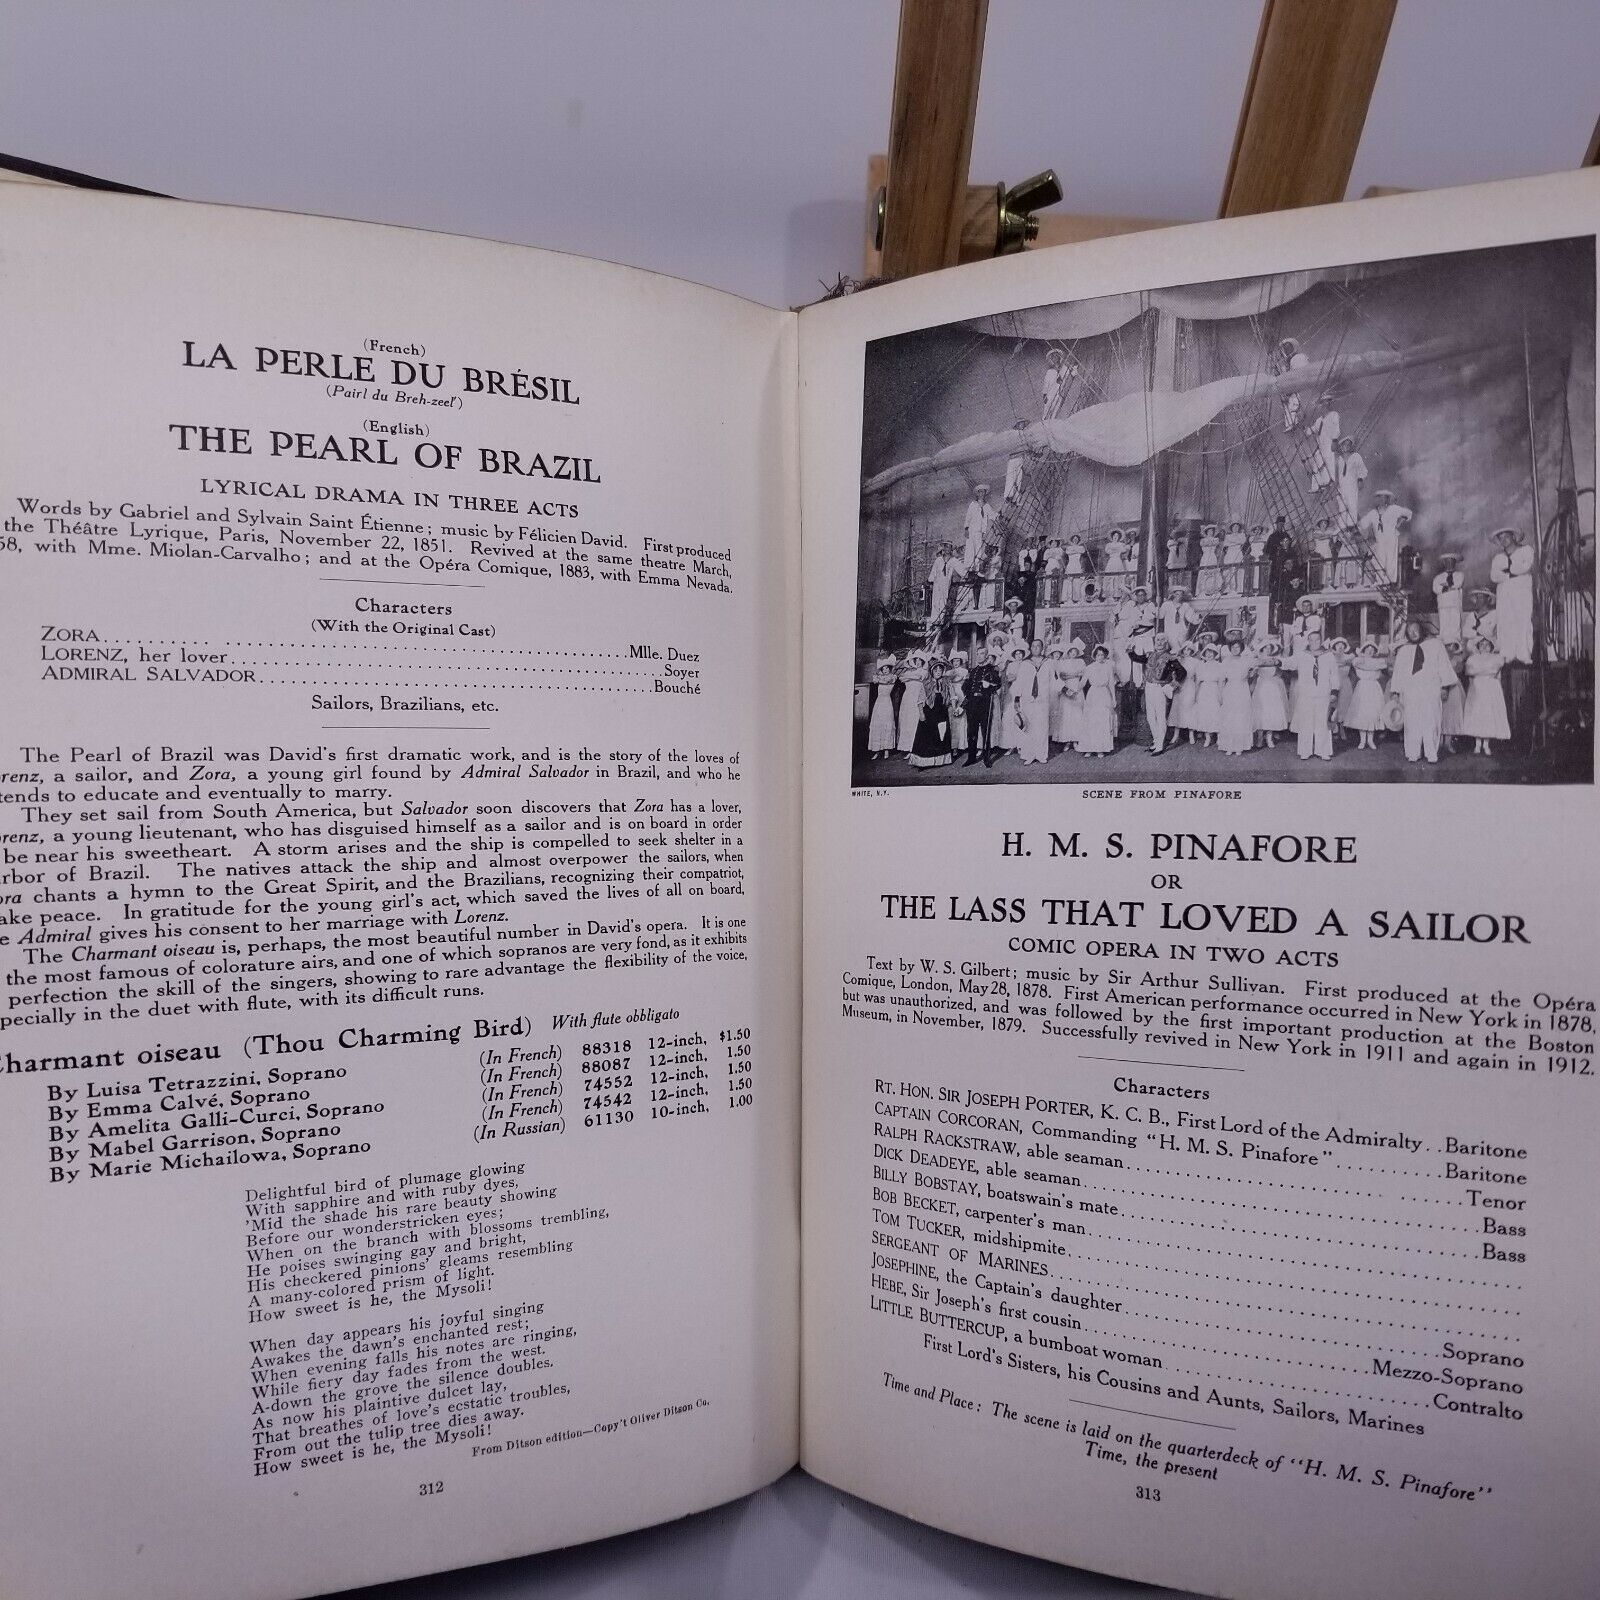 (French)
LA PERLE DU BRÉSIL
(Pairl du Breh-zeel')
(English)
THE PEARL OF BRAZIL
LYRICAL DRAMA IN THREE ACTS
Words by Gabriel and Sylvain Saint Étienne; music by Félicien David. First produced
the Théâtre Lyrique, Paris, November 22, 1851. Revived at the same theatre March,
58, with Mme. Miolan-Carvalho; and at the Opéra Comique, 1883, with Emma Nevada.
Characters
(With the Original Cast)
ZORA........................................Mlle. Duez
LORENZ, her lover........................................Soyer
ADMIRAL SALVADOR........................................Bouché
Sailors, Brazilians, etc.
The Pearl of Brazil was David's first dramatic work, and is the story of the loves of
orenz, a sailor, and Zora, a young girl found by Admiral Salvador in Brazil, and who he
tends to educate and eventually to marry.
They set sail from South America, but Salvador soon discovers that Zora has a lover,
orenz, a young lieutenant, who has disguised himself as a sailor and is on board in order
be near his sweetheart. A storm arises and the ship is compelled to seek shelter in a
arbor of Brazil. The natives attack the ship and almost overpower the sailors, when
ora chants a hymn to the Great Spirit, and the Brazilians, recognizing their compatriot,
ake peace. In gratitude for the young girl's act, which saved the lives of all on board,
e Admiral gives his consent to her marriage with Lorenz.
The Charmant oiseau is, perhaps, the most beautiful number in David's opera. It is one
the most famous of colorature airs, and one of which sopranos are very fond, as it exhibits
perfection the skill of the singers, showing to rare advantage the flexibility of the voice,
pecially in the duet with flute, with its difficult runs.
Charmant oiseau (Thou Charming Bird) With flute obbligato
By Luisa Tetrazzini, Soprano (In French) 88318 12-inch, $1.50
By Emma Calvé, Soprano (In French) 88087 12-inch, 1.50
By Amelita Galli-Curci, Soprano (In French) 74552 12-inch, 1.50
By Mabel Garrison, Soprano (In French) 74542 12-inch, 1.50
By Marie Michailowa, Soprano (In Russian) 61130 10-inch, 1.00
Delightful bird of plumage glowing
With sapphire and with ruby dyes,
'Mid the shade his rare beauty showing
Before our wonderstricken eyes;
When on the branch with blossoms trembling,
He poises swinging gay and bright,
His checkered pinions' gleams resembling
A many-colored prism of light.
How sweet is he, the Mysoli!
When day appears his joyful singing
Awakes the dawn's enchanted rest;
When evening falls his notes are ringing,
While fiery day fades from the west.
A-down the grove the silence doubles.
As now his plaintive dulcet lay,
That breathes of love's ecstatic troubles,
From out the tulip tree dies away.
How sweet is he, the Mysoli!
From Ditson edition—Copy't Oliver Ditson Co.
312
WHITE, N.Y.
SCENE FROM PINAFORE
H. M. S. PINAFORE
OR
THE LASS THAT LOVED A SAILOR
COMIC OPERA IN TWO ACTS
Text by W. S. Gilbert; music by Sir Arthur Sullivan. First produced at the Opéra
Comique, London, May 28, 1878. First American performance occurred in New York in 1878,
but was unauthorized, and was followed by the first important production at the Boston
Museum, in November, 1879. Successfully revived in New York in 1911 and again in 1912.
Characters
RT. HON. SIR JOSEPH PORTER, K. C. B., First Lord of the Admiralty..Baritone
CAPTAIN CORCORAN, Commanding "H. M. S. Pinafore"..........Baritone
RALPH RACKSTRAW, able seaman..............................Tenor
DICK DEADEYE, able seaman..............................Bass
BILLY BOBSTAY, boatswain's mate..............................Bass
BOB BECKET, carpenter's man..............................
TOM TUCKER, midshipmite..............................
SERGEANT OF MARINES..............................
JOSEPHINE, the Captain's daughter..............................Soprano
HEBE, Sir Joseph's first cousin..............................Mezzo-Soprano
LITTLE BUTTERCUP, a bumboat woman..............................Contralto
First Lord's Sisters, his Cousins and Aunts, Sailors, Marines
Time and Place: The scene is laid on the quarterdeck of "H. M. S. Pinafore"
Time, the present
313